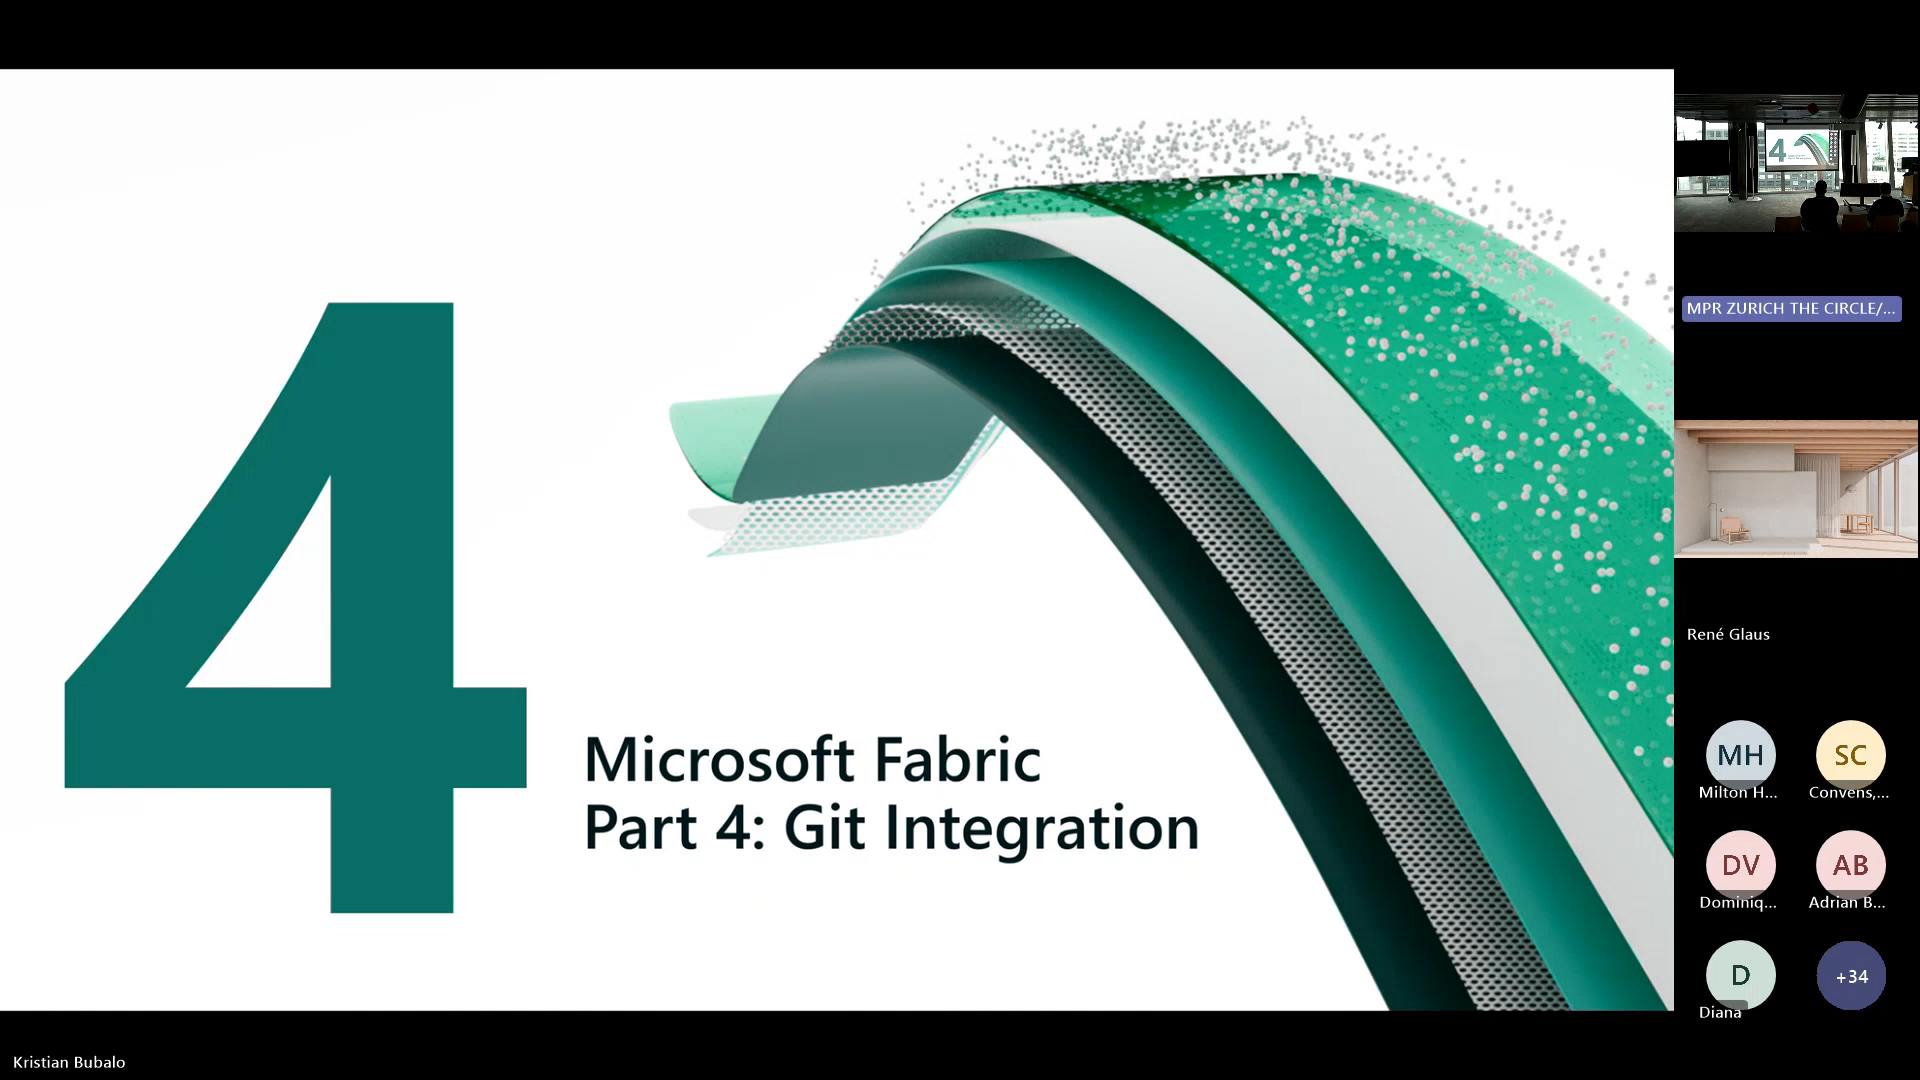 4
Microsoft Fabric
Part 4: Git Integration
Kristian Bubalo
4
MPR ZURICH THE CIRCLE/...
René Glaus
MH
Milton H...
SC
Convens,...
DV
Dominiq...
AB
Adrian B...
D
Diana
+34